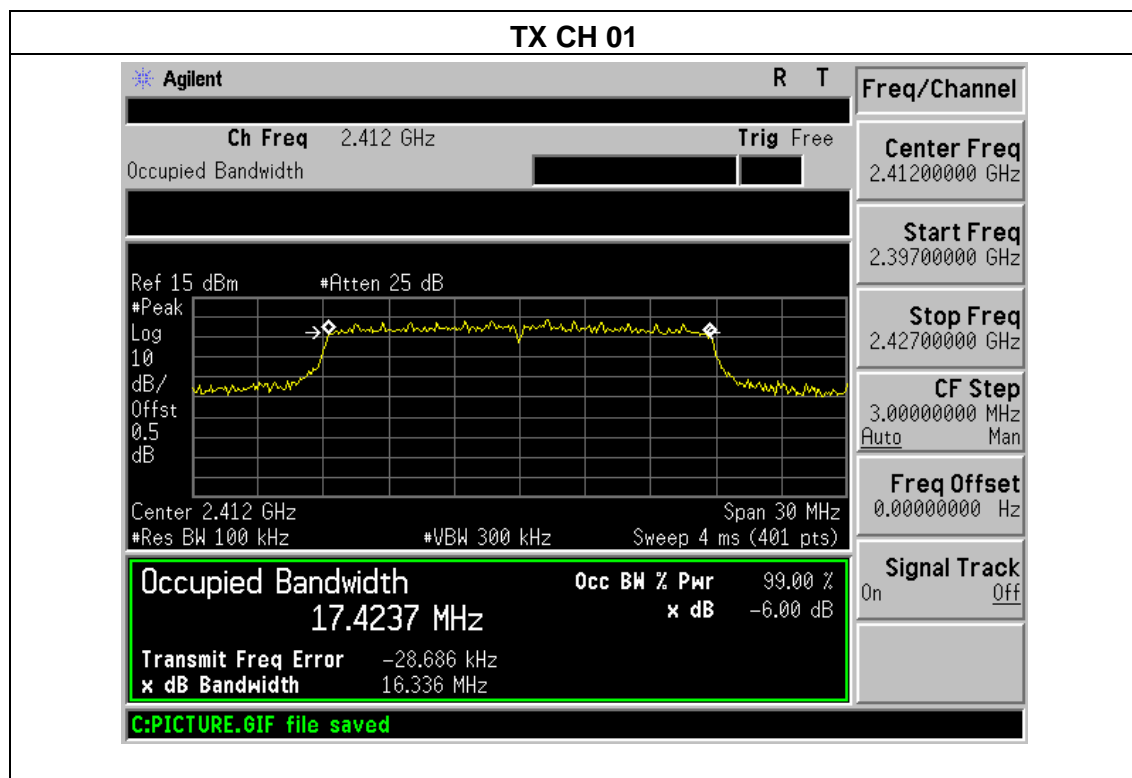 TX CH 01
Agilent R T
Ch Freq 2.412 GHz Trig Free
Occupied Bandwidth
Ref 15 dBm #Atten 25 dB
#Peak
Log
10
dB/
Offst
0.5
dB
Center 2.412 GHz Span 30 MHz
#Res BW 100 kHz #VBW 300 kHz Sweep 4 ms (401 pts)
Occupied Bandwidth Occ BW % Pwr 99.00 %
17.4237 MHz x dB -6.00 dB
Transmit Freq Error -28.686 kHz
x dB Bandwidth 16.336 MHz
C:PICTURE.GIF file saved
Freq/Channel
Center Freq
2.41200000 GHz
Start Freq
2.39700000 GHz
Stop Freq
2.42700000 GHz
CF Step
3.00000000 MHz
Auto Man
Freq Offset
0.00000000 Hz
Signal Track
On Off